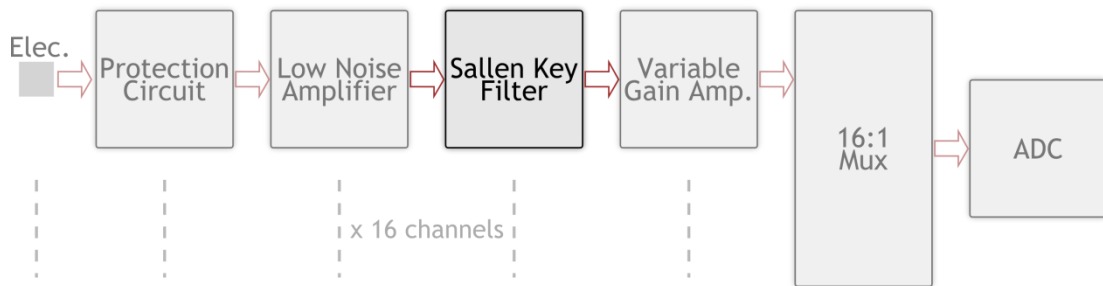 Elec.
Protection
Circuit
Low Noise
Amplifier
Sallen Key
Filter
Variable
Gain Amp.
16:1
Mux
ADC
x 16 channels